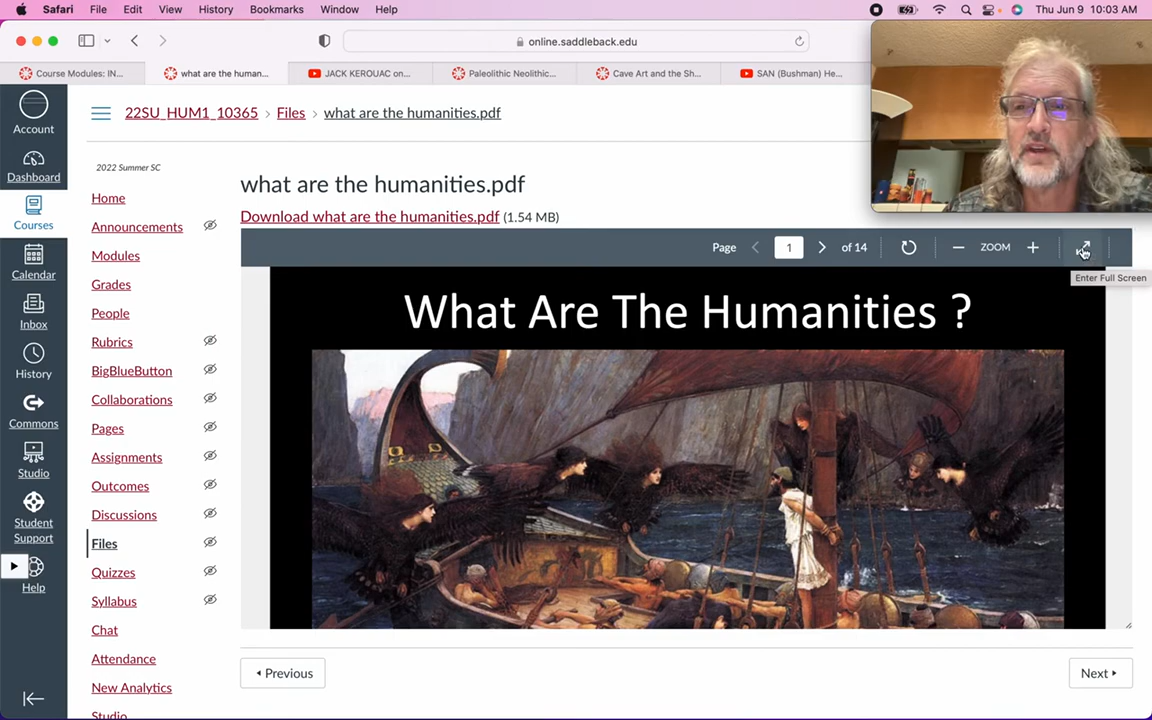 Safari File Edit View History Bookmarks Window Help Thu Jun 9 10:03 AM
online.saddleback.edu
Course Modules: IN...
what are the human...
JACK KEROUAC on...
Paleolithic Neolithic...
Cave Art and the Sh...
SAN (Bushman) He...
22SU_HUM1_10365 > Files > what are the humanities.pdf
Account
Dashboard
Courses
Calendar
Inbox
History
Commons
Studio
Student
Support
Help
2022 Summer SC
Home
Announcements
Modules
Grades
People
Rubrics
BigBlueButton
Collaborations
Pages
Assignments
Outcomes
Discussions
Files
Quizzes
Syllabus
Chat
Attendance
New Analytics
Studio
what are the humanities.pdf
Download what are the humanities.pdf (1.54 MB)
Page 1 of 14 ZOOM
Enter Full Screen
What Are The Humanities ?
Previous
Next